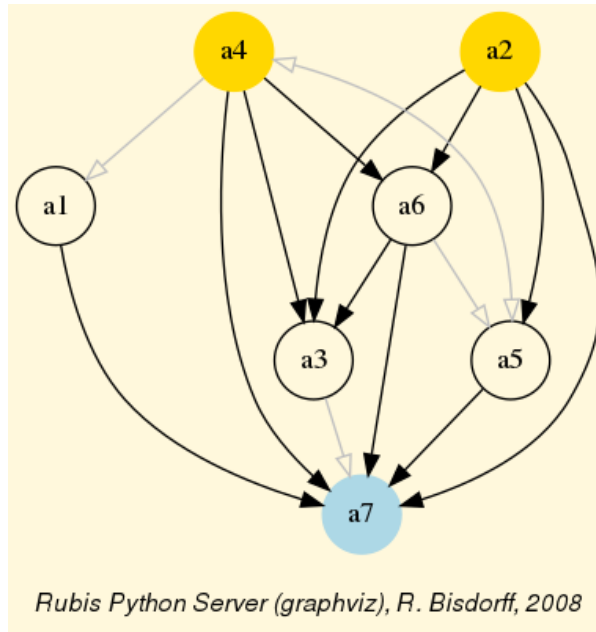 a4 a2
a1 a6
a3 a5
a7
Rubis Python Server (graphviz), R. Bisdorff, 2008